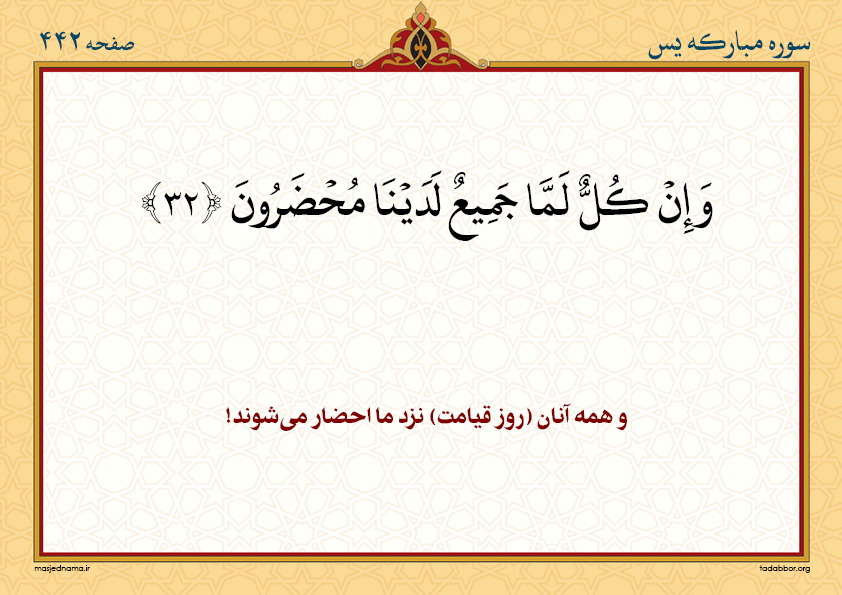 سوره مبارکه یس
صفحه ۴۴۲
وَإِنْ كُلٌّ لَمَّا جَمِيعٌ لَدَيْنَا مُحْضَرُونَ ﴿٣٢﴾
و همه آنان (روز قیامت) نزد ما احضار می‌شوند!
masjednama.ir
tadabbor.org